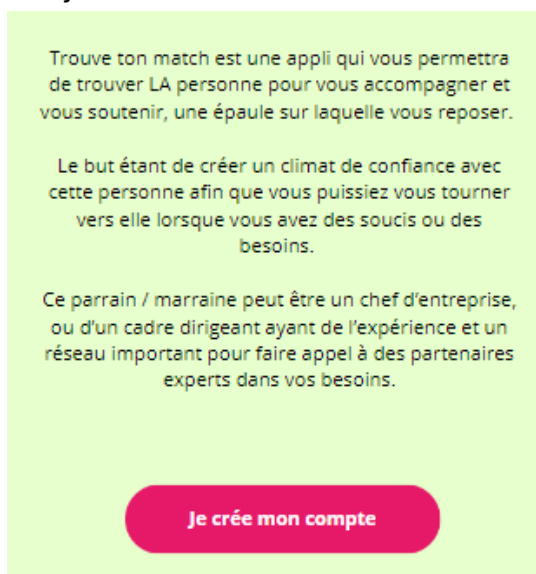 Trouve ton match est une appli qui vous permettra
de trouver LA personne pour vous accompagner et
vous soutenir, une épaule sur laquelle vous reposer.
Le but étant de créer un climat de confiance avec
cette personne afin que vous puissiez vous tourner
vers elle lorsque vous avez des soucis ou des
besoins.
Ce parrain / marraine peut être un chef d'entreprise,
ou d'un cadre dirigeant ayant de l'expérience et un
réseau important pour faire appel à des partenaires
experts dans vos besoins.
Je crée mon compte